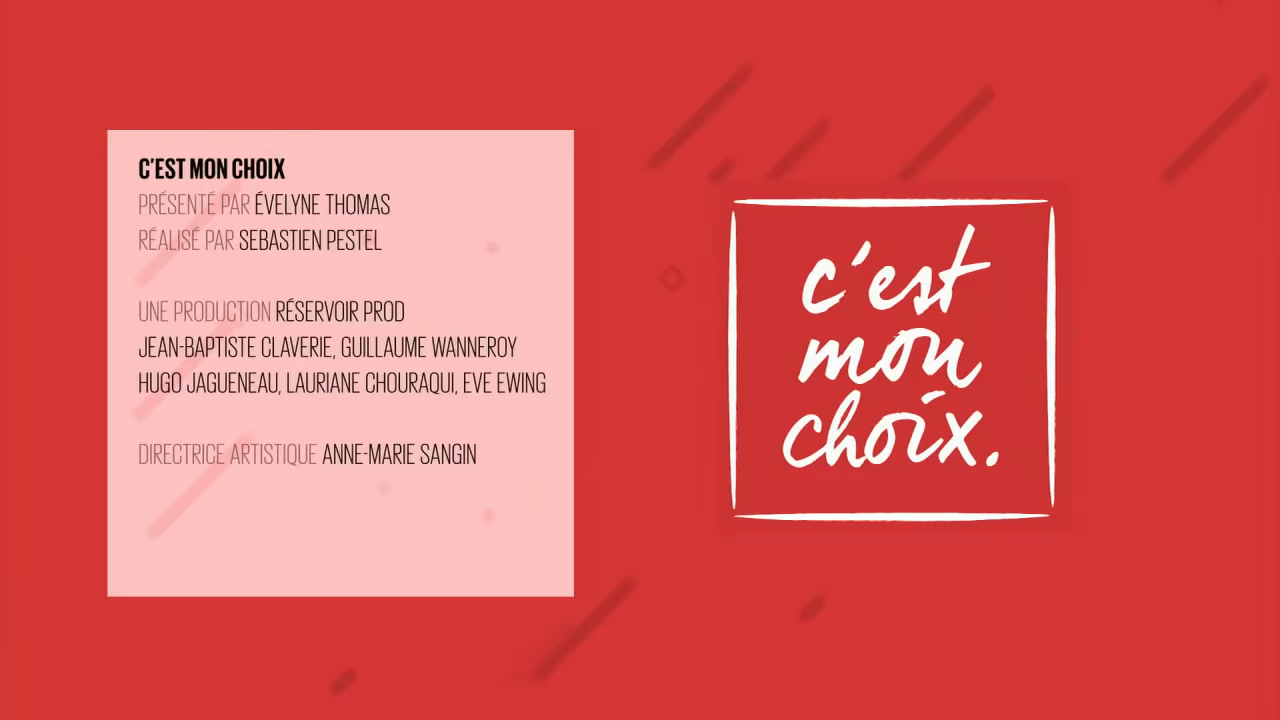 C'EST MON CHOIX
PRÉSENTÉ PAR ÉVELYNE THOMAS
RÉALISÉ PAR SEBASTIEN PESTEL
UNE PRODUCTION RÉSERVOIR PROD
JEAN-BAPTISTE CLAVERIE, GUILLAUME WANNEROY
HUGO JAGUENEAU, LAURIANE CHOURAQUI, EVE EWING
DIRECTRICE ARTISTIQUE ANNE-MARIE SANGIN
c'est
mon
choix.